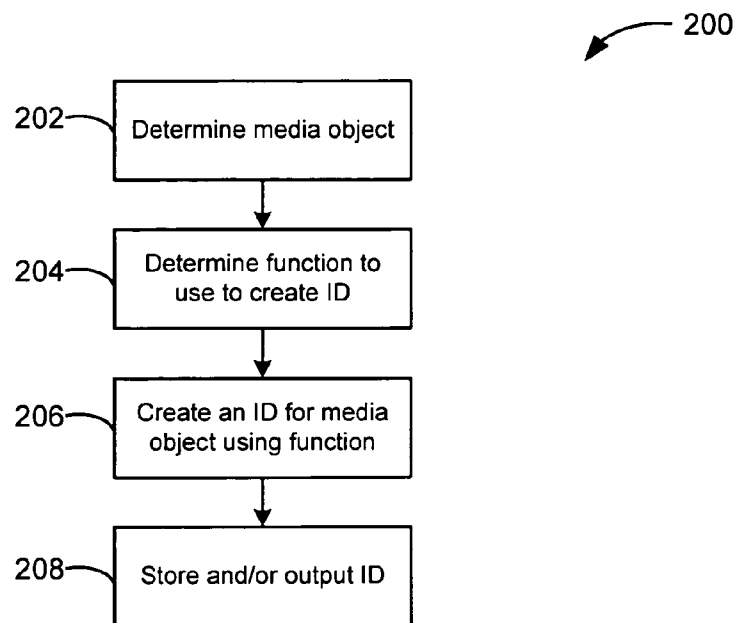 200
202
Determine media object
204
Determine function to
use to create ID
206
Create an ID for media
object using function
208
Store and/or output ID